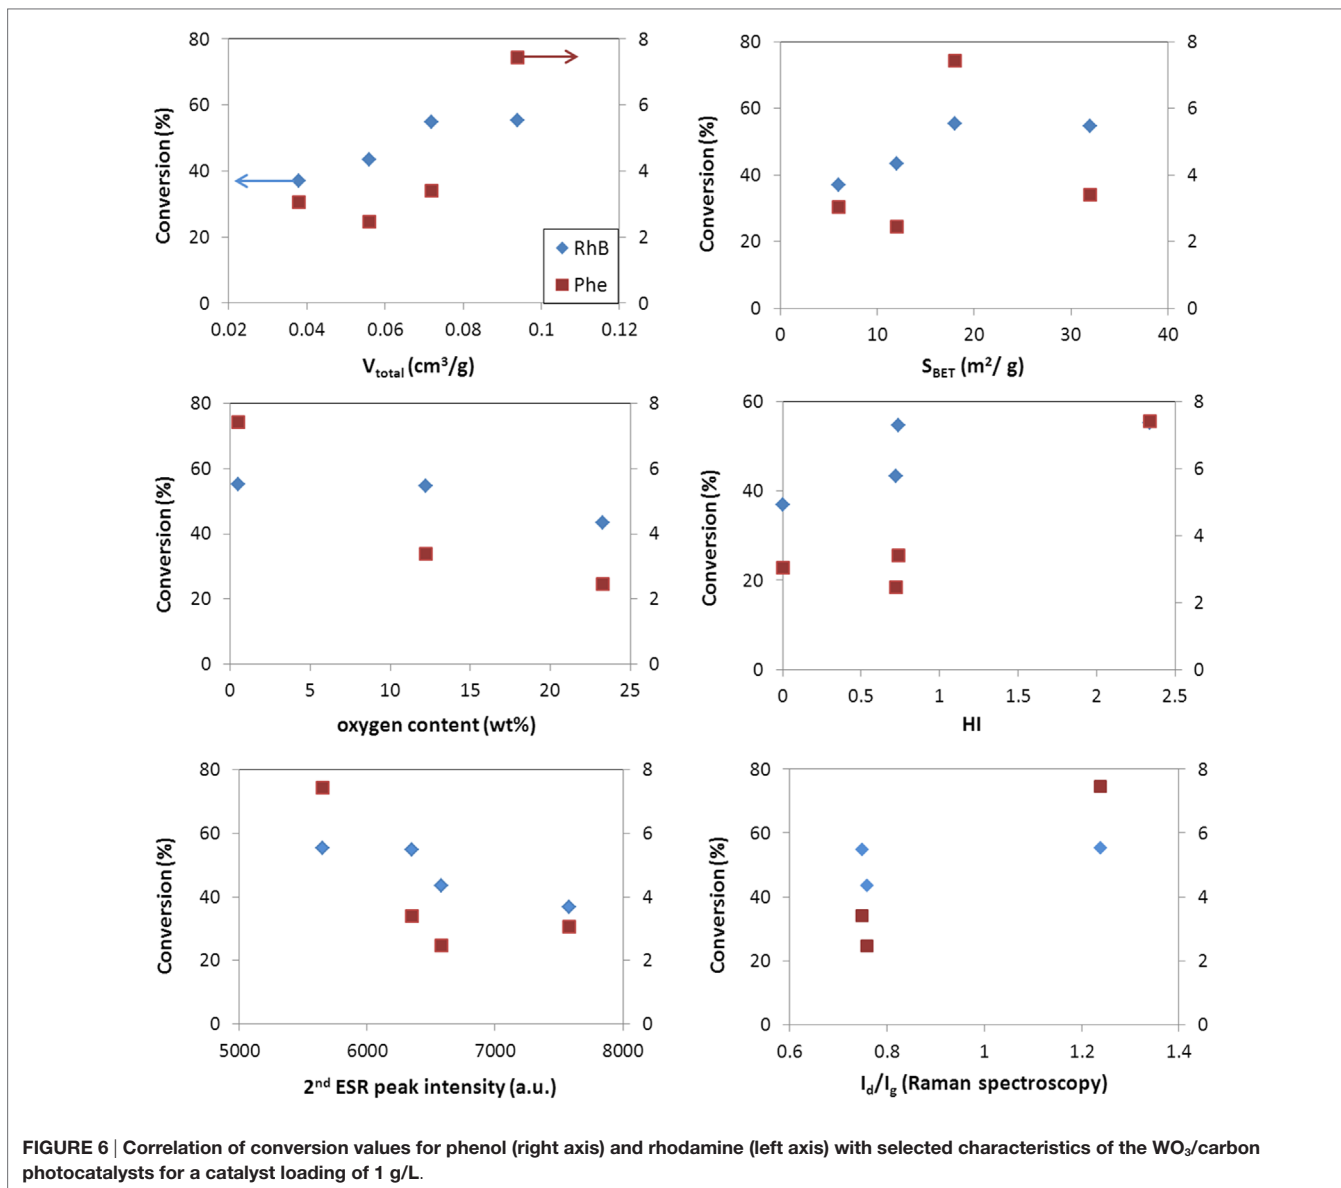 80
60
40
20
0
Conversion (%)
8
6
4
2
0
RhB
Phe
0.02 0.04 0.06 0.08 0.1 0.12
V_total (cm³/g)
80
60
40
20
0
Conversion (%)
8
6
4
2
0
0 10 20 30 40
S_BET (m²/ g)
80
60
40
20
0
Conversion (%)
8
6
4
2
0
0 5 10 15 20 25
oxygen content (wt%)
60
40
20
0
Conversion (%)
8
6
4
2
0
0 0.5 1 1.5 2 2.5
HI
80
60
40
20
0
Conversion (%)
8
6
4
2
0
5000 6000 7000 8000
2ⁿᵈ ESR peak intensity (a.u.)
80
60
40
20
0
Conversion (%)
8
6
4
2
0
0.6 0.8 1 1.2 1.4
I_d/I_g (Raman spectroscopy)
FIGURE 6 | Correlation of conversion values for phenol (right axis) and rhodamine (left axis) with selected characteristics of the WO₃/carbon
photocatalysts for a catalyst loading of 1 g/L.